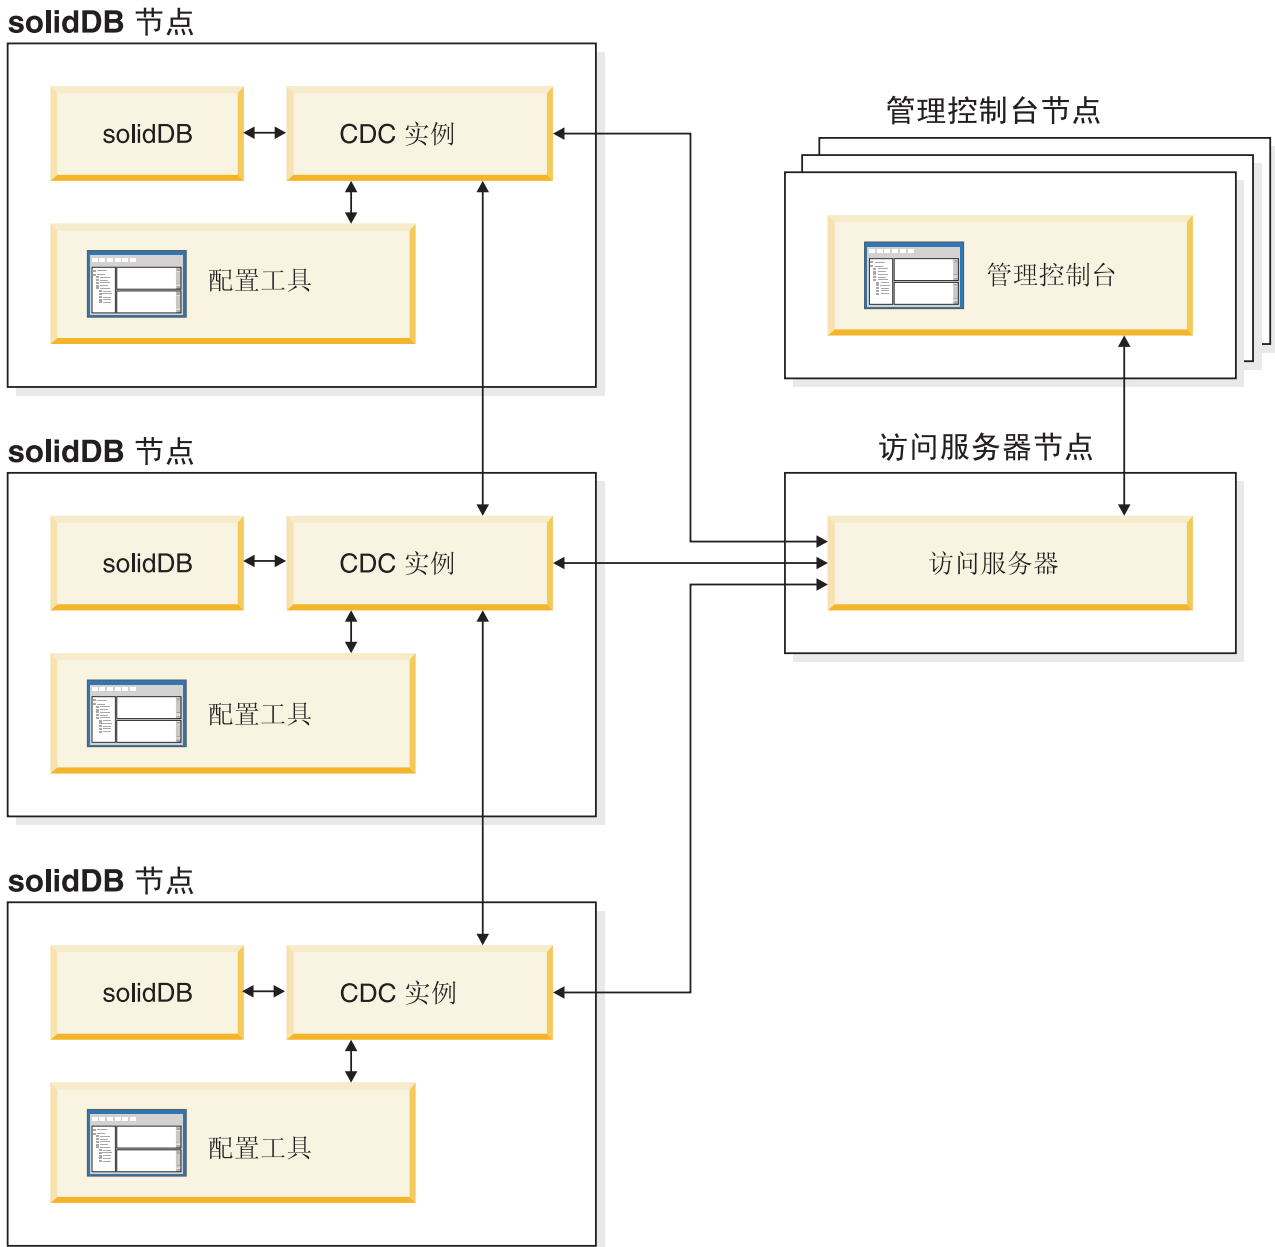 solidDB 节点
solidDB
CDC 实例
配置工具
管理控制台节点
管理控制台
solidDB 节点
solidDB
CDC 实例
配置工具
访问服务器节点
访问服务器
solidDB 节点
solidDB
CDC 实例
配置工具